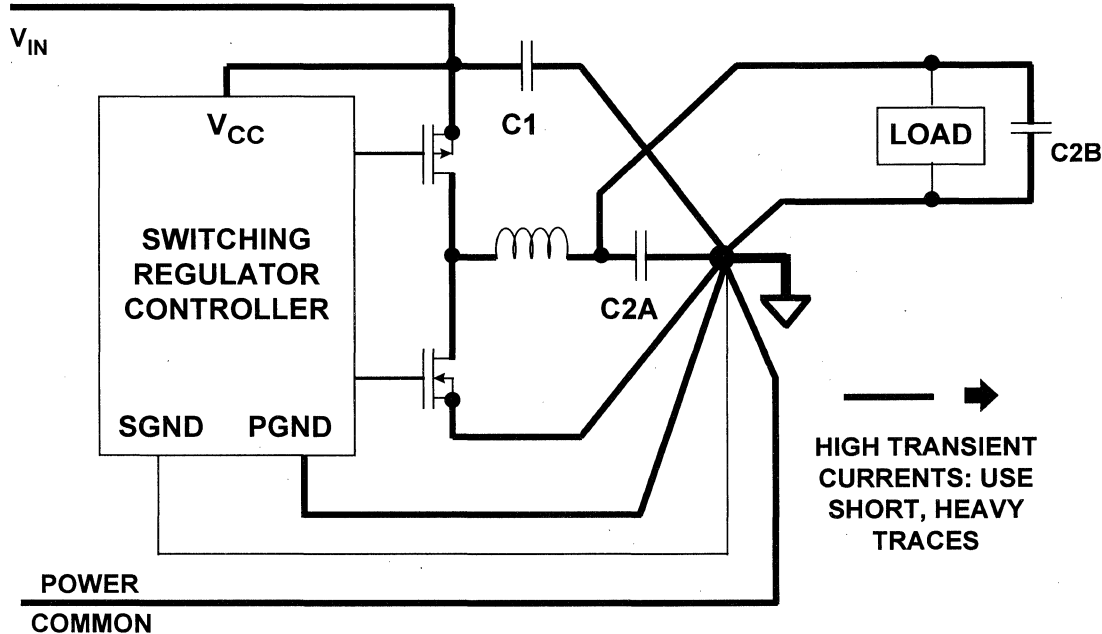 VIN
VCC
C1
LOAD
C2B
SWITCHING
REGULATOR
CONTROLLER
C2A
SGND PGND
HIGH TRANSIENT
CURRENTS: USE
SHORT, HEAVY
TRACES
POWER
COMMON